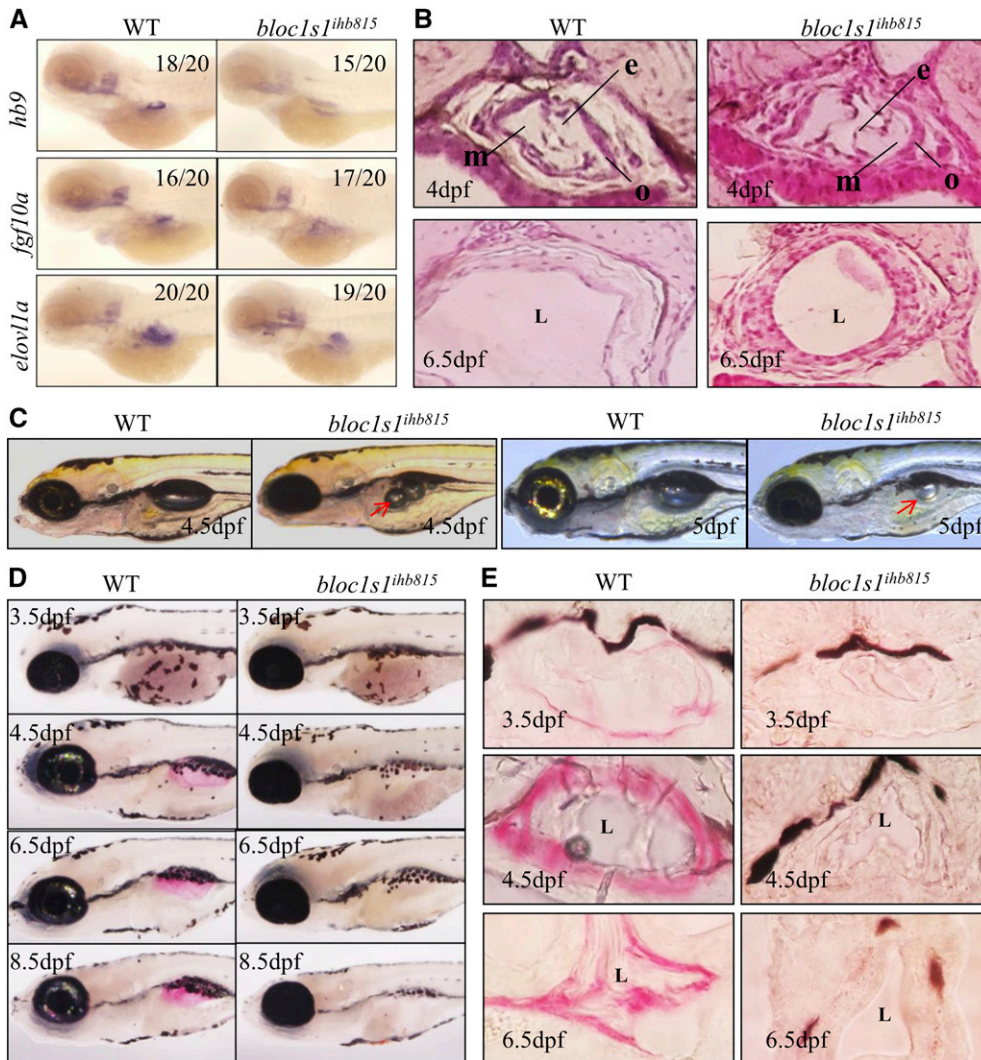 A
WT
bloc1s1ihb815
hb9
18/20
15/20
fgf10a
16/20
17/20
elovl1a
20/20
19/20
B
WT
bloc1s1ihb815
e
m
o
4dpf
e
m
o
4dpf
L
6.5dpf
L
6.5dpf
C
WT
bloc1s1ihb815
WT
bloc1s1ihb815
4.5dpf
4.5dpf
5dpf
5dpf
D
WT
bloc1s1ihb815
3.5dpf
3.5dpf
4.5dpf
4.5dpf
6.5dpf
6.5dpf
8.5dpf
8.5dpf
E
WT
bloc1s1ihb815
3.5dpf
3.5dpf
L
4.5dpf
L
4.5dpf
L
6.5dpf
L
6.5dpf